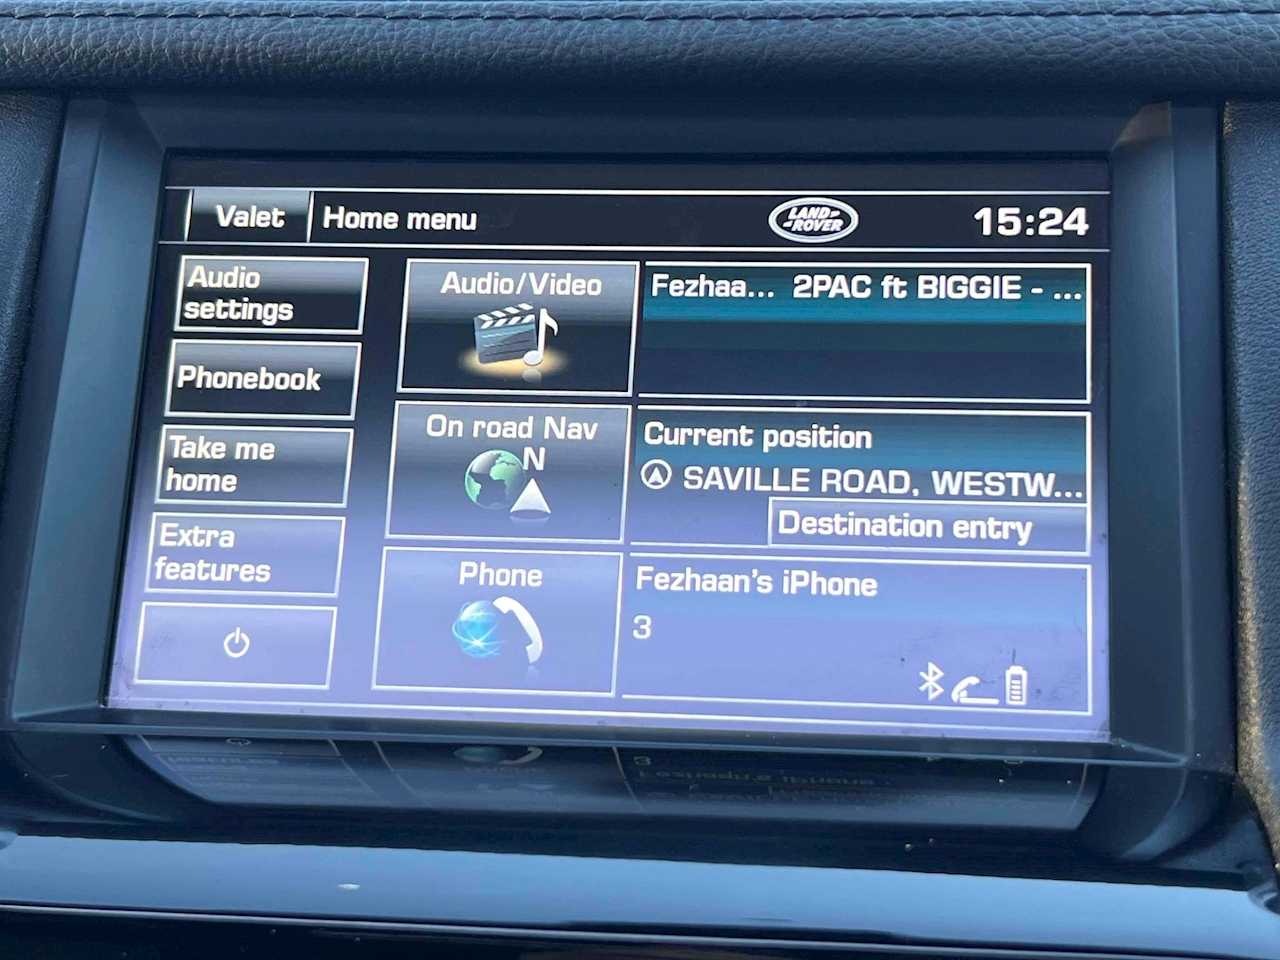 Valet
Home menu
LAND-
-ROVER
15:24
Audio
settings
Phonebook
Take me
home
Extra
features
Audio/Video
Fezhaa... 2PAC ft BIGGIE - ...
On road Nav
N
Current position
SAVILLE ROAD, WESTW...
Destination entry
Phone
Fezhaan's iPhone
3